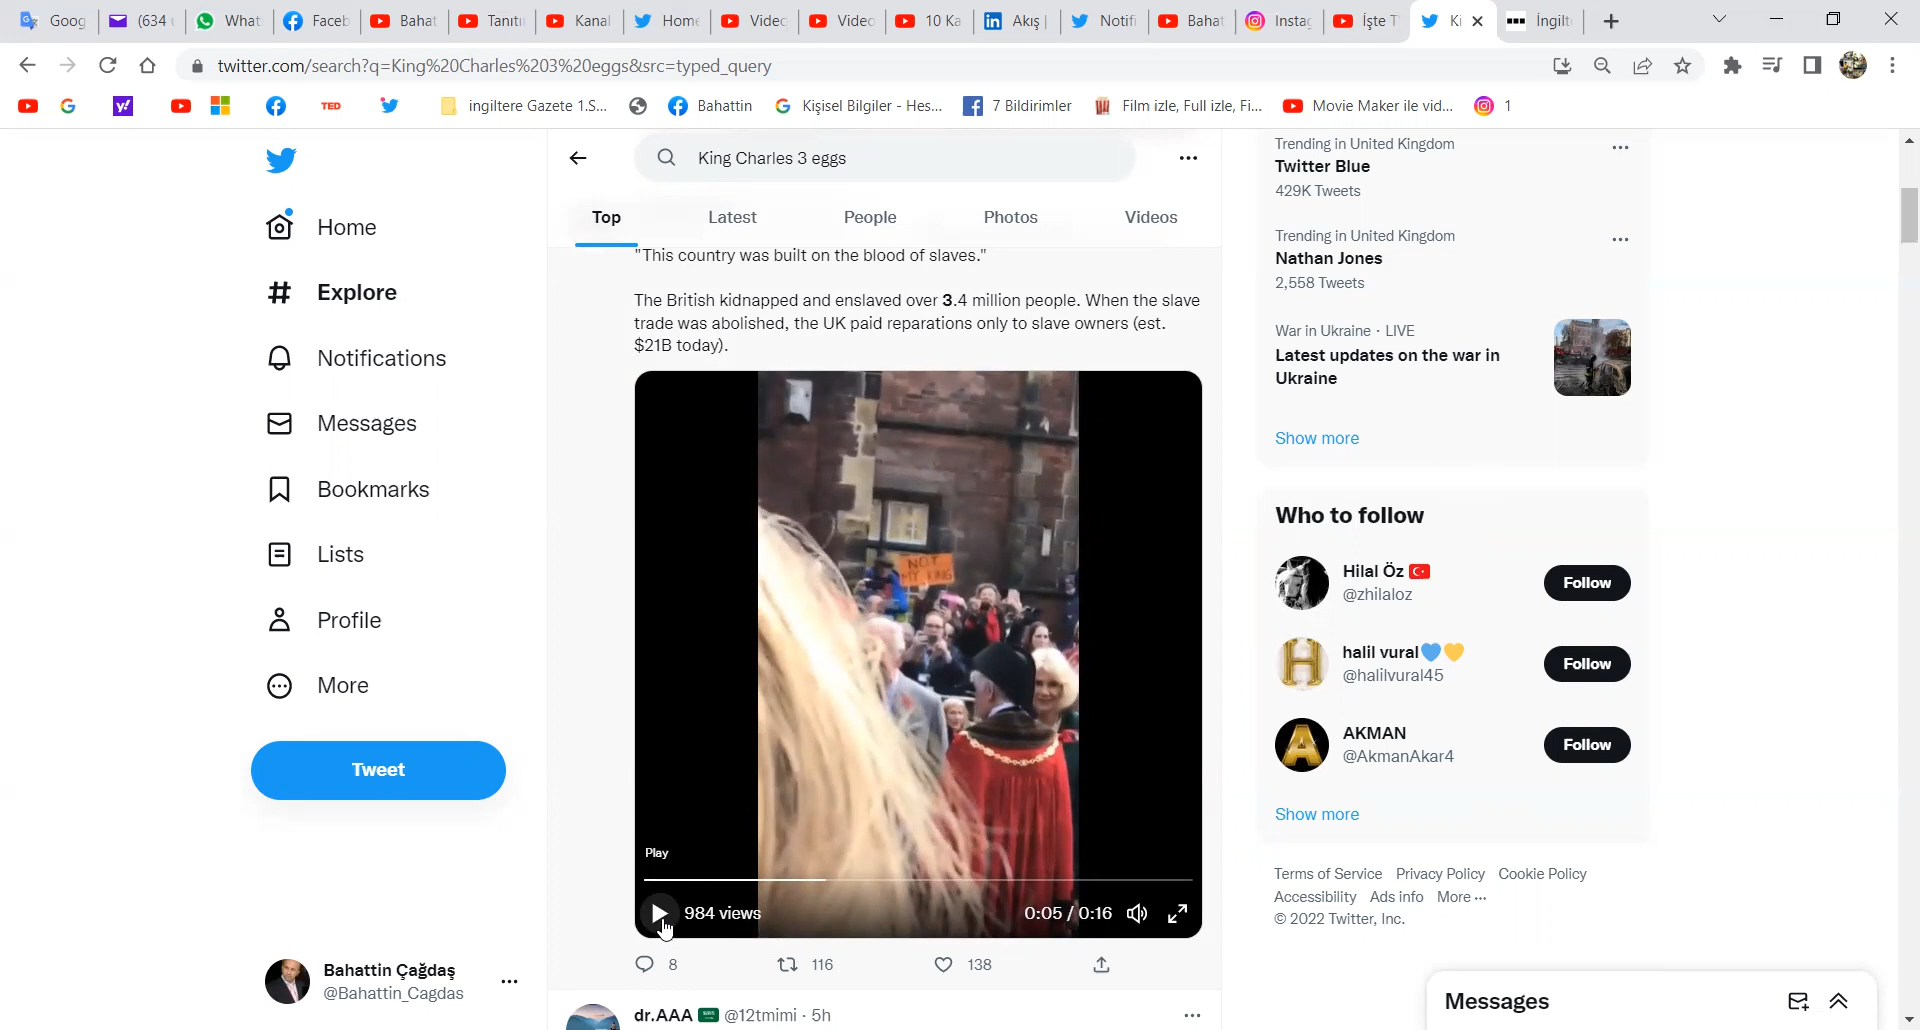 Goog
(634
What
Faceb
Bahat
Tanıtı
Kanal
Home
Videc
Videc
10 Ka
Akış
Notifi
Bahat
Instag
İşte T
Ki
İngilt
twitter.com/search?q=King%20Charles%203%20eggs&src=typed_query
TED
ingiltere Gazete 1.S...
Bahattin
Kişisel Bilgiler - Hes...
7 Bildirimler
Film izle, Full izle, Fi...
Movie Maker ile vid...
1
Home
Explore
Notifications
Messages
Bookmarks
Lists
Profile
More
Tweet
Bahattin Çağdaş
@Bahattin_Cagdas
King Charles 3 eggs
Top
Latest
People
Photos
Videos
"This country was built on the blood of slaves."
The British kidnapped and enslaved over 3.4 million people. When the slave
trade was abolished, the UK paid reparations only to slave owners (est.
$21B today).
NOT
MY KING
Play
984 views
0:05 / 0:16
8
116
138
dr.AAA @12tmimi · 5h
Trending in United Kingdom
Twitter Blue
429K Tweets
Trending in United Kingdom
Nathan Jones
2,558 Tweets
War in Ukraine · LIVE
Latest updates on the war in
Ukraine
Show more
Who to follow
Hilal Öz
@zhilaloz
Follow
halil vural
@halilvural45
Follow
AKMAN
@AkmanAkar4
Follow
Show more
Terms of Service Privacy Policy Cookie Policy
Accessibility Ads info More ···
© 2022 Twitter, Inc.
Messages